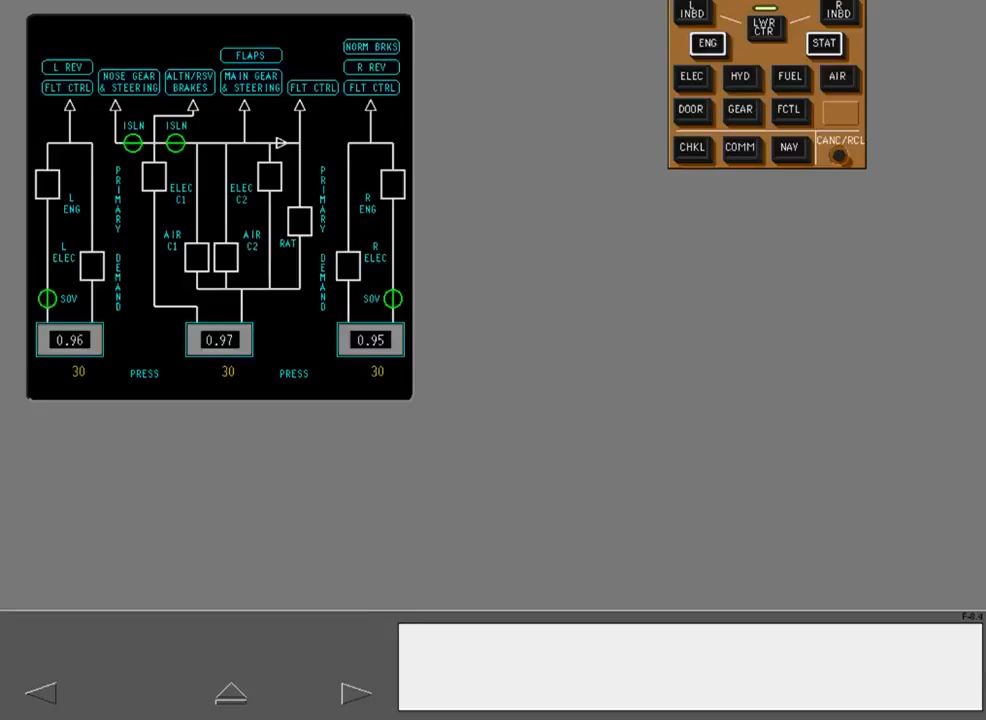 NORM BRKS
FLAPS
L REV
R REV
NOSE GEAR
& STEERING
ALTN/RSV
BRAKES
MAIN GEAR
& STEERING
FLT CTRL
FLT CTRL
FLT CTRL
ISLN
ISLN
PRIMARY
PRIMARY
ELEC
C1
ELEC
C2
L
ENG
R
ENG
AIR
C1
AIR
C2
RAT
L
ELEC
R
ELEC
DEMAND
DEMAND
SOV
SOV
0.96
0.97
0.95
30
PRESS
30
PRESS
30
L
INBD
R
INBD
LWR
CTR
ENG
STAT
ELEC
HYD
FUEL
AIR
DOOR
GEAR
FCTL
CANC/RCL
CHKL
COMM
NAV
F-8.4